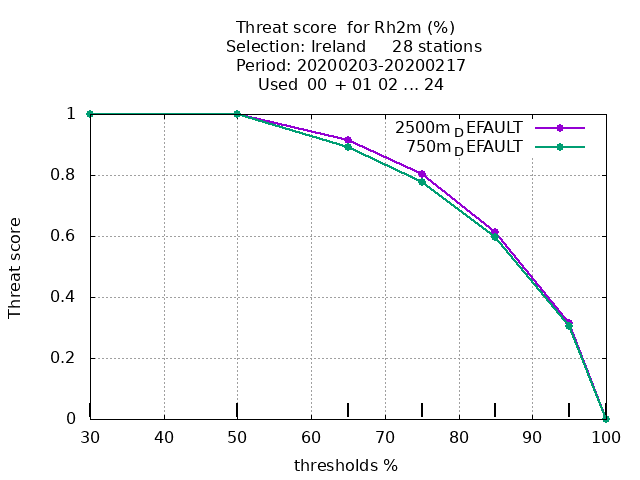 Threat score  for Rh2m (%)
Selection: Ireland     28 stations
Period: 20200203-20200217
Used  00 + 01 02 ... 24
2500m_DEFAULT
750m_DEFAULT
1
0.8
0.6
0.4
0.2
0
Threat score
30 40 50 60 70 80 90 100
thresholds %